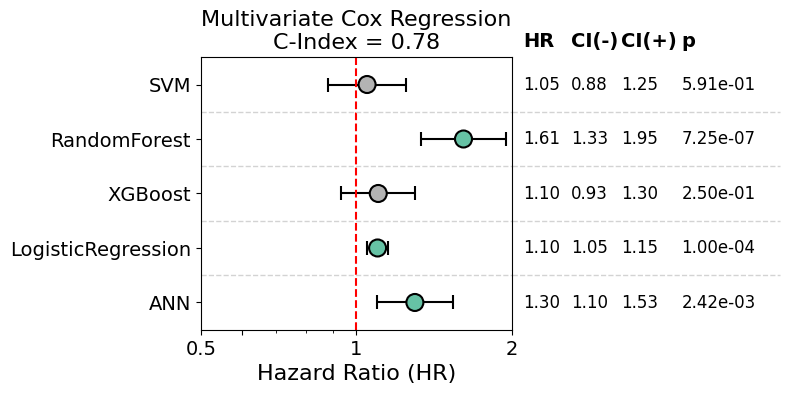 Multivariate Cox Regression
C-Index = 0.78
HR CI(-) CI(+) p
SVM 1.05 0.88 1.25 5.91e-01
RandomForest 1.61 1.33 1.95 7.25e-07
XGBoost 1.10 0.93 1.30 2.50e-01
LogisticRegression 1.10 1.05 1.15 1.00e-04
ANN 1.30 1.10 1.53 2.42e-03
0.5 1 2
Hazard Ratio (HR)